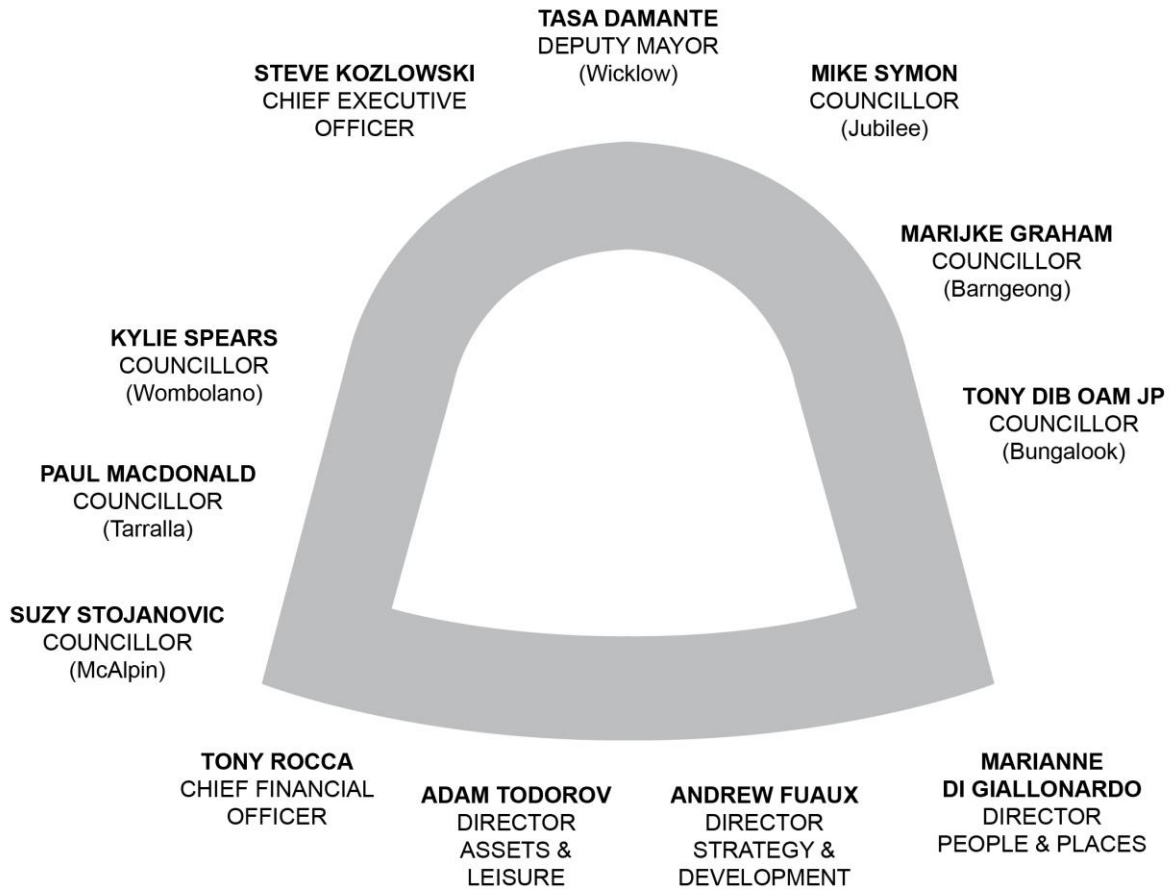 TASA DAMANTE
DEPUTY MAYOR
(Wicklow)
STEVE KOZLOWSKI
CHIEF EXECUTIVE
OFFICER
MIKE SYMON
COUNCILLOR
(Jubilee)
MARIJKE GRAHAM
COUNCILLOR
(Barngeong)
KYLIE SPEARS
COUNCILLOR
(Wombolano)
TONY DIB OAM JP
COUNCILLOR
(Bungalook)
PAUL MACDONALD
COUNCILLOR
(Tarralla)
SUZY STOJANOVIC
COUNCILLOR
(McAlpin)
TONY ROCCA
CHIEF FINANCIAL
OFFICER
ADAM TODOROV
DIRECTOR
ASSETS &
LEISURE
ANDREW FUAUX
DIRECTOR
STRATEGY &
DEVELOPMENT
MARIANNE
DI GIALLONARDO
DIRECTOR
PEOPLE & PLACES